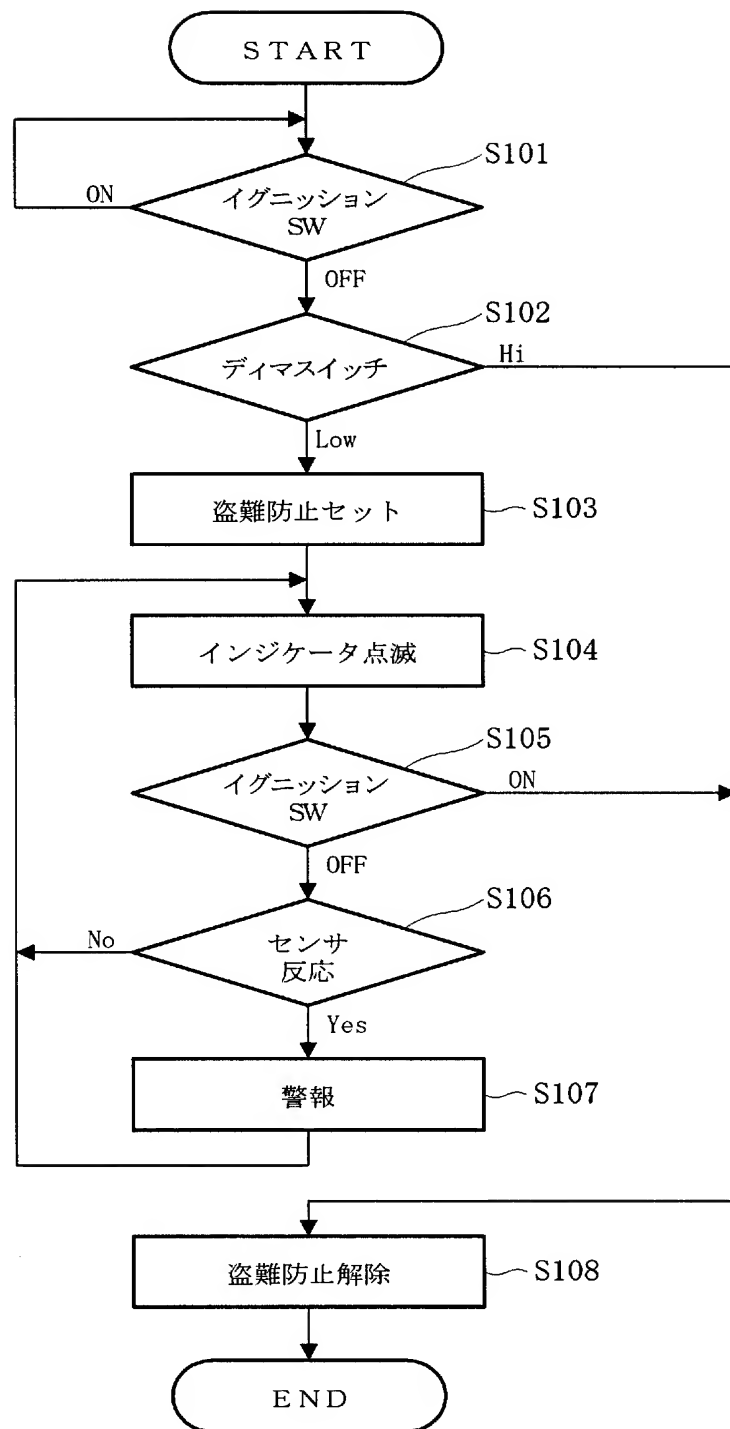 START
S101
イグニッション
SW
ON
OFF
S102
ディマスイッチ
Hi
Low
盗難防止セット
S103
インジケータ点滅
S104
S105
イグニッション
SW
ON
OFF
S106
センサ
反応
No
Yes
警報
S107
盗難防止解除
S108
END